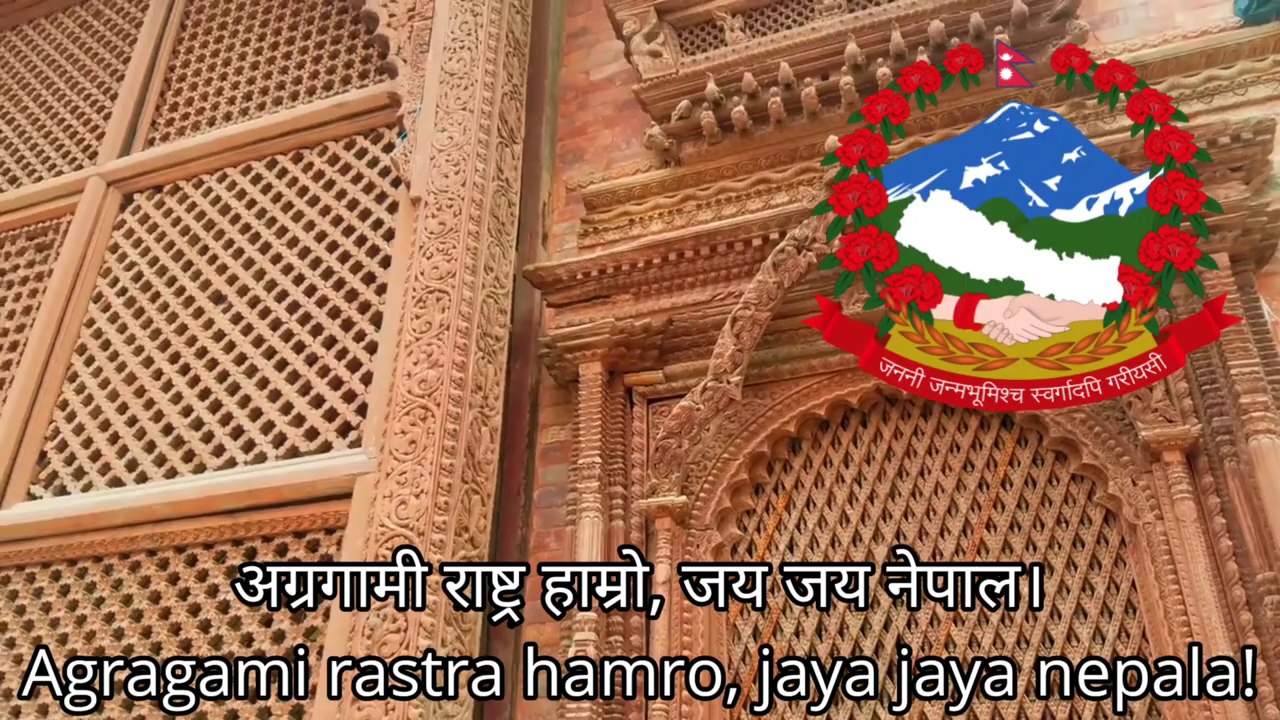 जननी जन्मभूमिश्च स्वर्गादपि गरीयसी
अग्रगामी राष्ट्र हाम्रो, जय जय नेपाल।
Agragami rastra hamro, jaya jaya nepala!